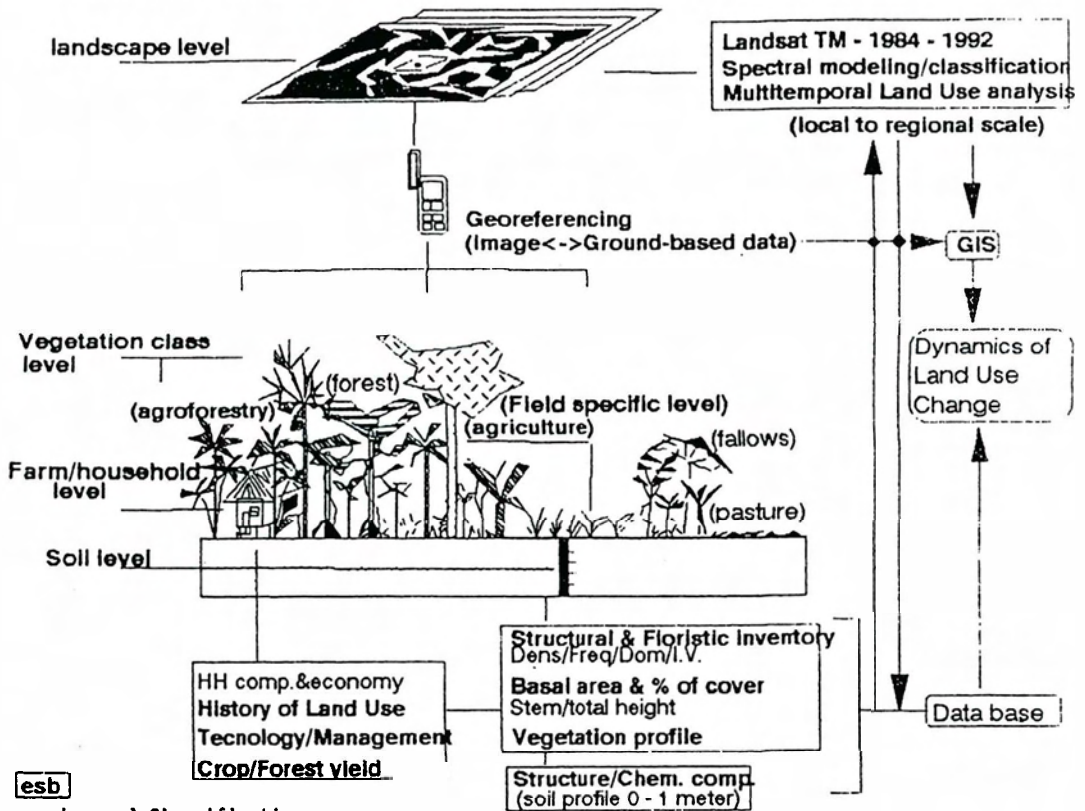 landscape level
Landsat TM - 1984 - 1992
Spectral modeling/classification
Multitemporal Land Use analysis
(local to regional scale)
Georeferencing
(Image<->Ground-based data)
GIS
Vegetation class
level
Dynamics of
Land Use
Change
(forest)
(agroforestry)
(Field specific level)
(agriculture)
(fallows)
Farm/household
level
(pasture)
Soil level
Structural & Floristic inventory
Dens/Freq/Dom/I.V.
HH comp.&economy
Basal area & % of cover
History of Land Use
Stem/total height
Data base
Tecnology/Management
Vegetation profile
Crop/Forest yield
Structure/Chem. comp.
(soil profile 0 - 1 meter)
esb